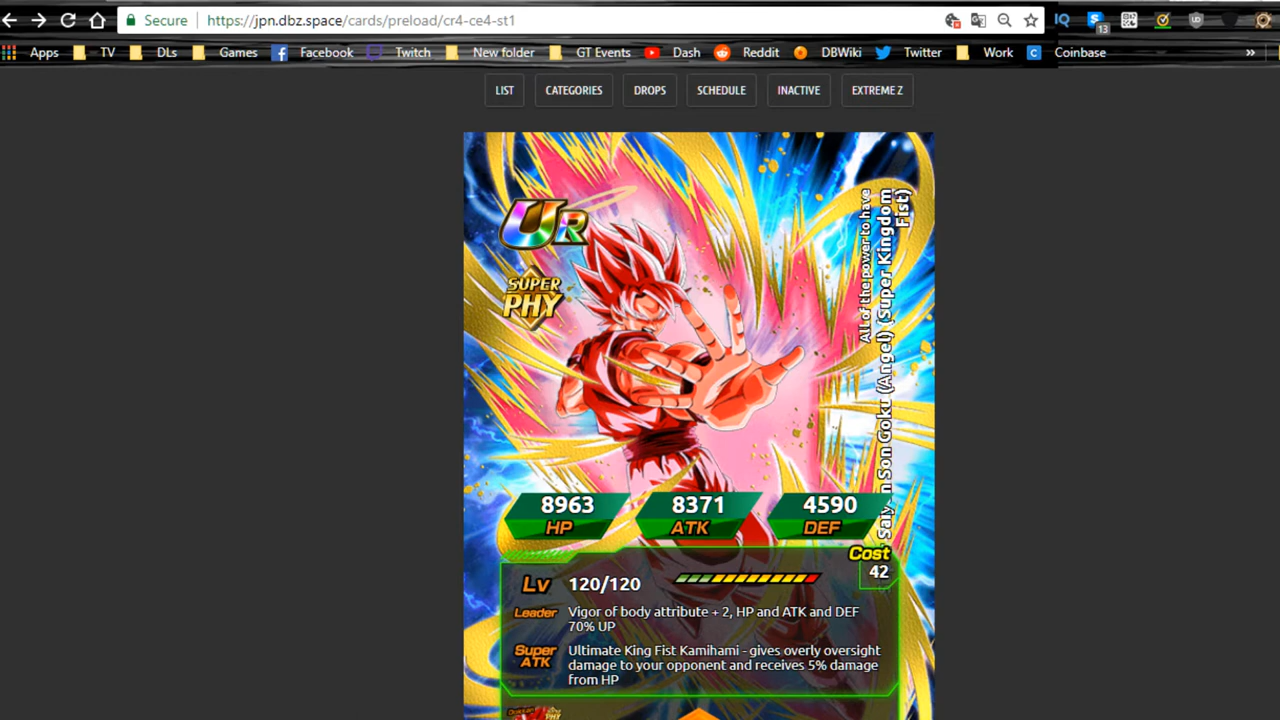 Secure https://jpn.dbz.space/cards/preload/cr4-ce4-st1
IQ
13
UD
Apps TV DLs Games Facebook Twitch New folder GT Events Dash Reddit DBWiki Twitter Work C Coinbase »
LIST CATEGORIES DROPS SCHEDULE INACTIVE EXTREME Z
UR
SUPER
PHY
All of the power to have
Saiy n Son Goku (Angel) (Super Kingdom
Fist)
8963 8371 4590
HP ATK DEF
Cost
42
Lv 120/120
Leader Vigor of body attribute + 2, HP and ATK and DEF
70% UP
Super
ATK
Ultimate King Fist Kamihami - gives overly oversight
damage to your opponent and receives 5% damage
from HP